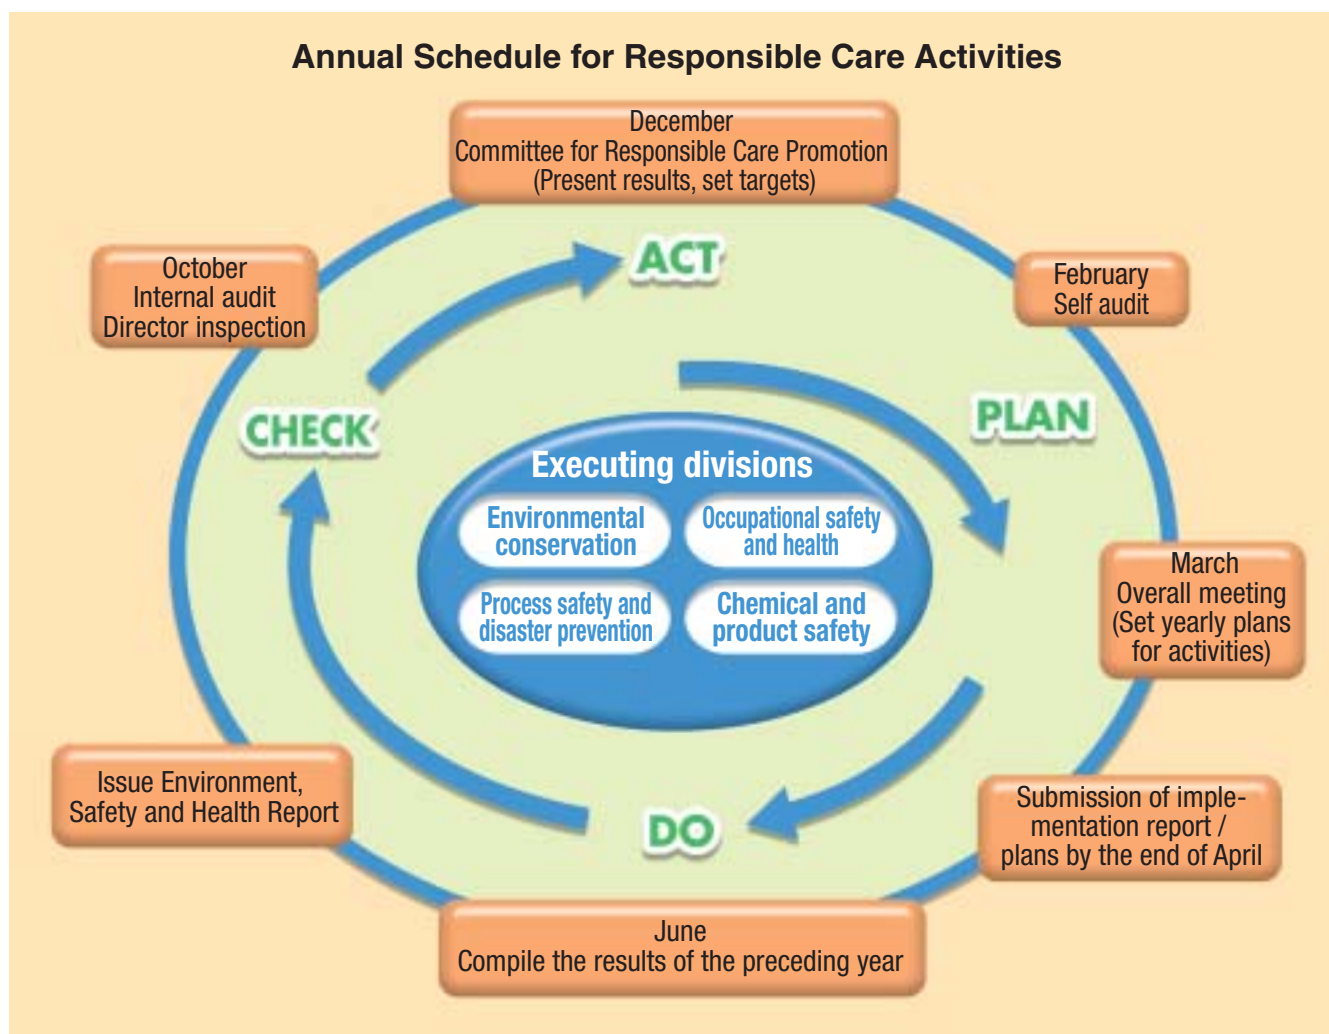 Annual Schedule for Responsible Care Activities
December
Committee for Responsible Care Promotion
(Present results, set targets)
October
Internal audit
Director inspection
ACT
February
Self audit
CHECK
PLAN
Executing divisions
Environmental
conservation
Occupational safety
and health
Process safety and
disaster prevention
Chemical and
product safety
March
Overall meeting
(Set yearly plans
for activities)
Issue Environment,
Safety and Health Report
DO
Submission of imple-
mentation report /
plans by the end of April
June
Compile the results of the preceding year